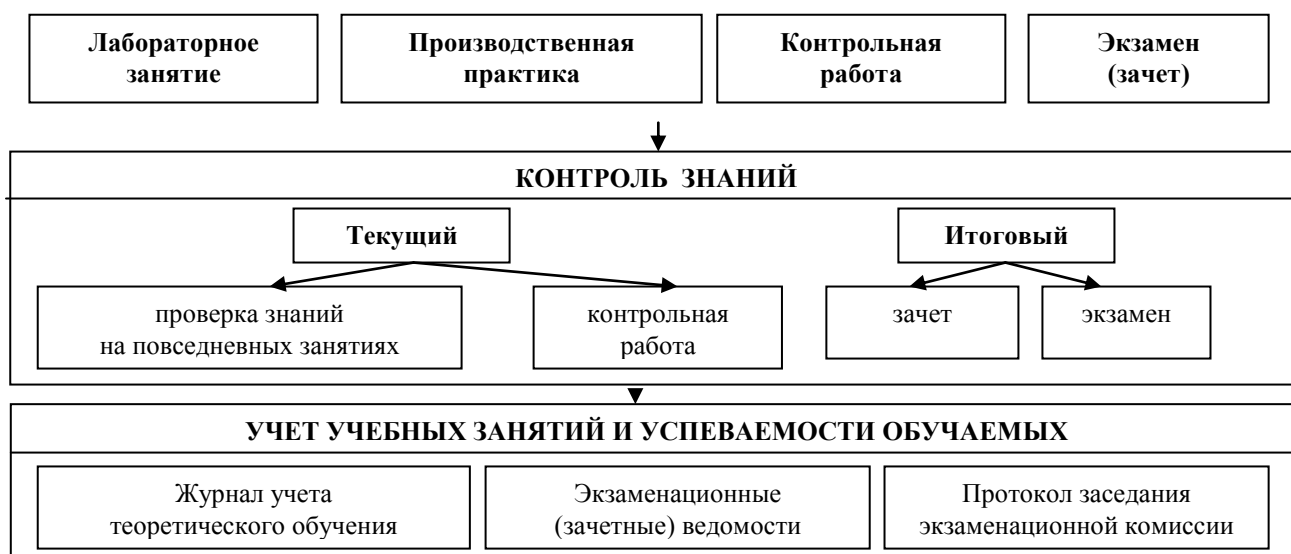 Лабораторное
занятие
Производственная
практика
Контрольная
работа
Экзамен
(зачет)
КОНТРОЛЬ ЗНАНИЙ
Текущий
Итоговый
проверка знаний
на повседневных занятиях
контрольная
работа
зачет
экзамен
УЧЕТ УЧЕБНЫХ ЗАНЯТИЙ И УСПЕВАЕМОСТИ ОБУЧАЕМЫХ
Журнал учета
теоретического обучения
Экзаменационные
(зачетные) ведомости
Протокол заседания
экзаменационной комиссии